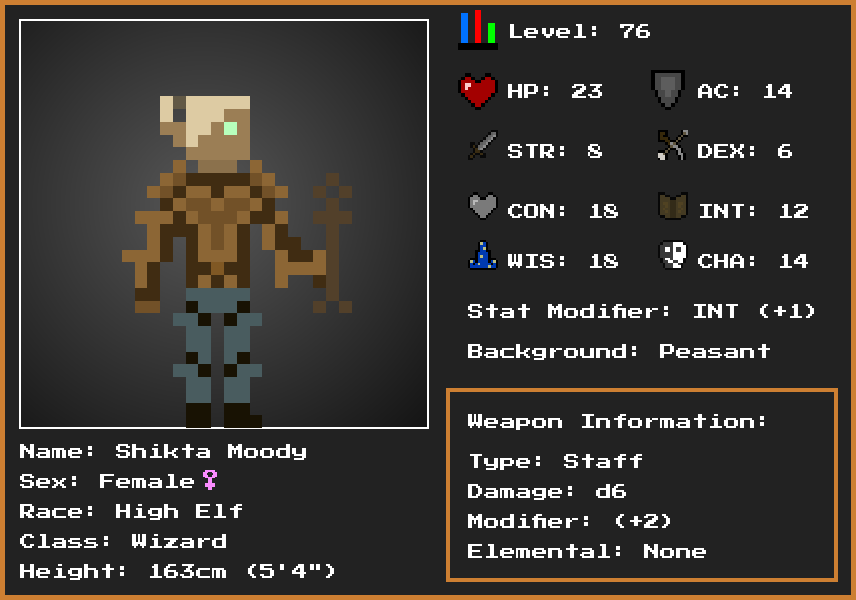 Level: 76
HP: 23
AC: 14
STR: 8
DEX: 6
CON: 18
INT: 12
WIS: 18
CHA: 14
Stat Modifier: INT (+1)
Background: Peasant
Weapon Information:
Type: Staff
Damage: d6
Modifier: (+2)
Elemental: None
Name: Shikta Moody
Sex: Female♀
Race: High Elf
Class: Wizard
Height: 163cm (5'4")